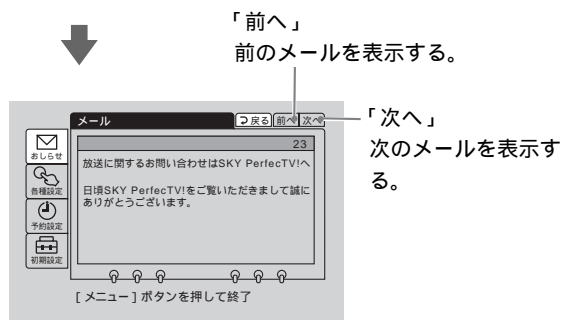 「前へ」
前のメールを表示する。
メール
戻る
前へ
次へ
「次へ」
次のメールを表示す
る。
23
おしらせ
各種設定
予約設定
初期設定
放送に関するお問い合わせはSKY PerfecTV!へ
日頃SKY PerfecTV!をご覧いただきまして誠に
ありがとうございます。
[メニュー]ボタンを押して終了